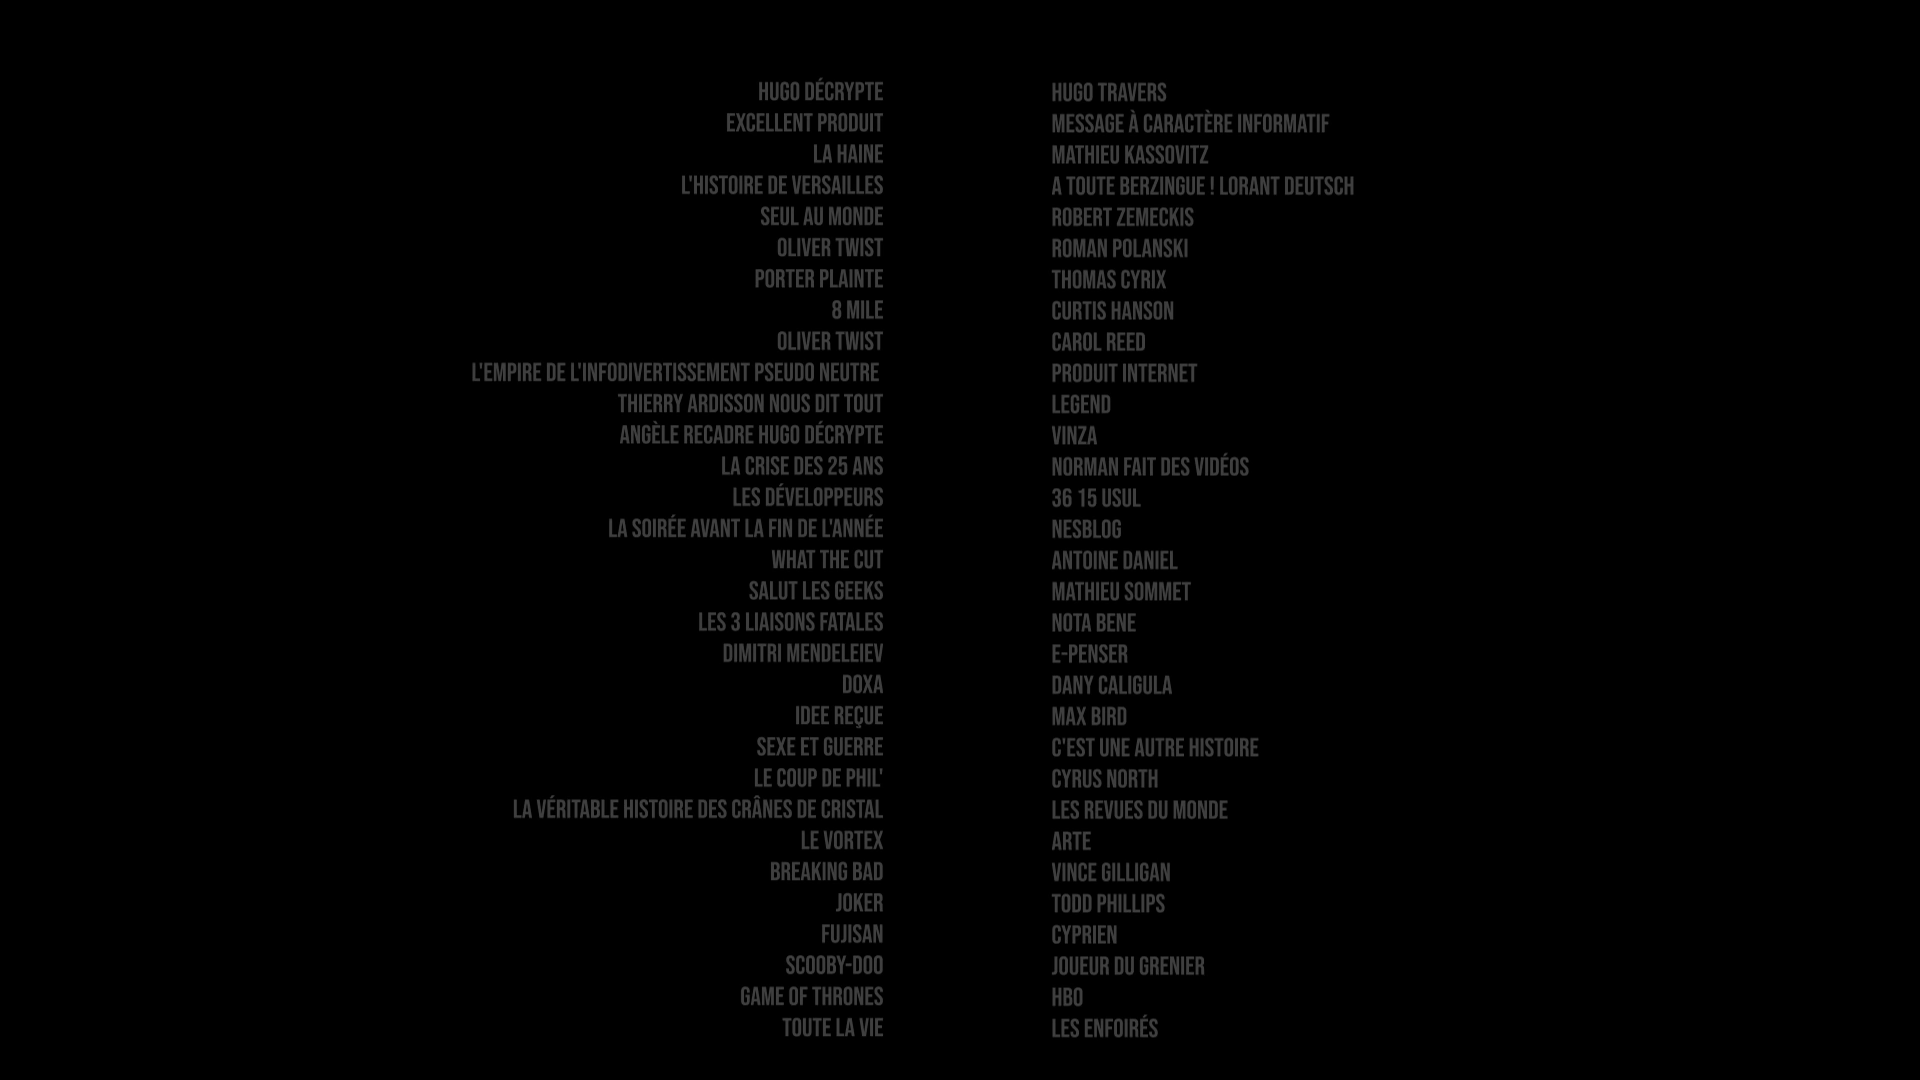 HUGO DÉCRYPTE HUGO TRAVERS
EXCELLENT PRODUIT MESSAGE À CARACTÈRE INFORMATIF
LA HAINE MATHIEU KASSOVITZ
L'HISTOIRE DE VERSAILLES A TOUTE BERZINGUE ! LORANT DEUTSCH
SEUL AU MONDE ROBERT ZEMECKIS
OLIVER TWIST ROMAN POLANSKI
PORTER PLAINTE THOMAS CYRIX
8 MILE CURTIS HANSON
OLIVER TWIST CAROL REED
L'EMPIRE DE L'INFODIVERTISSEMENT PSEUDO NEUTRE PRODUIT INTERNET
THIERRY ARDISSON NOUS DIT TOUT LEGEND
ANGÈLE RECADRE HUGO DÉCRYPTE VINZA
LA CRISE DES 25 ANS NORMAN FAIT DES VIDÉOS
LES DÉVELOPPEURS 36 15 USUL
LA SOIRÉE AVANT LA FIN DE L'ANNÉE NESBLOG
WHAT THE CUT ANTOINE DANIEL
SALUT LES GEEKS MATHIEU SOMMET
LES 3 LIAISONS FATALES NOTA BENE
DIMITRI MENDELEIEV E-PENSER
DOXA DANY CALIGULA
IDEE REÇUE MAX BIRD
SEXE ET GUERRE C'EST UNE AUTRE HISTOIRE
LE COUP DE PHIL' CYRUS NORTH
LA VÉRITABLE HISTOIRE DES CRÂNES DE CRISTAL LES REVUES DU MONDE
LE VORTEX ARTE
BREAKING BAD VINCE GILLIGAN
JOKER TODD PHILLIPS
FUJISAN CYPRIEN
SCOOBY-DOO JOUEUR DU GRENIER
GAME OF THRONES HBO
TOUTE LA VIE LES ENFOIRÉS